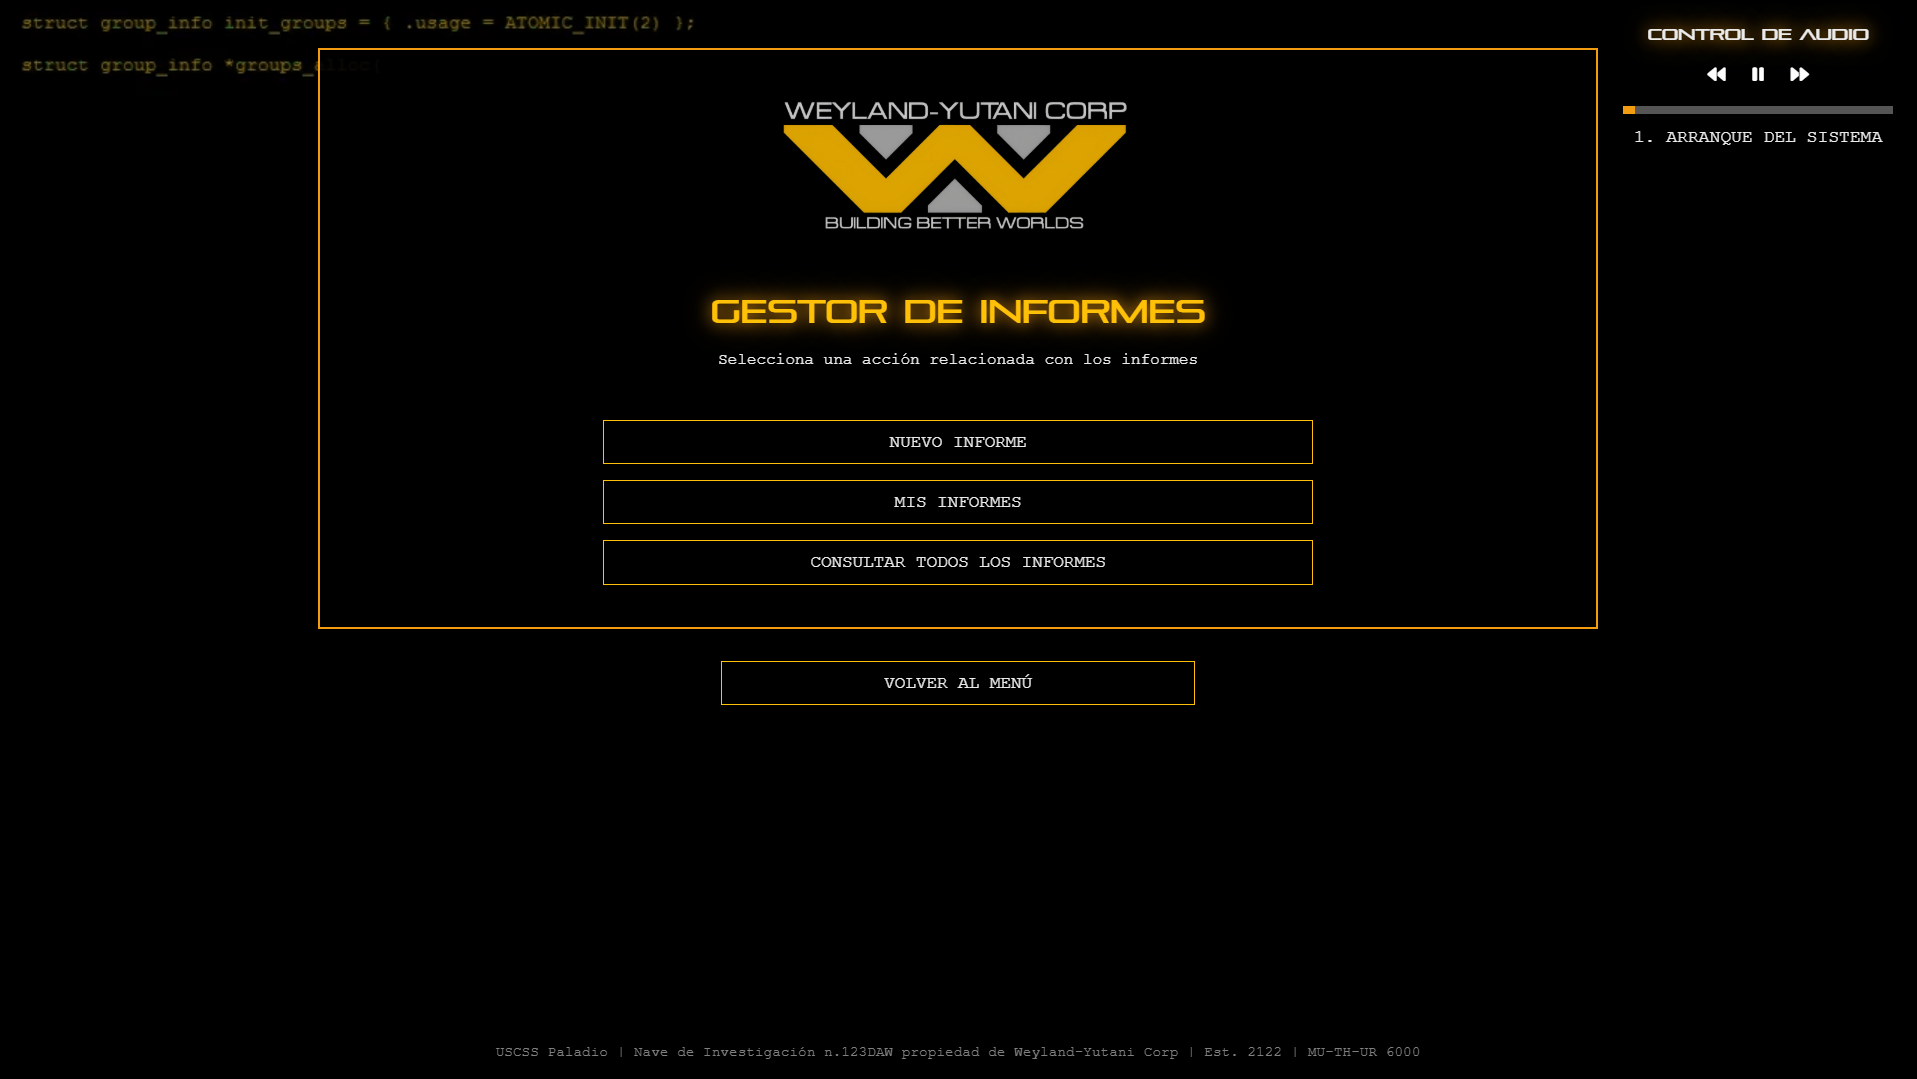 struct group_info init_groups = { .usage = ATOMIC_INIT(2) };
struct group_info *groups_alloc|
CONTROL DE AUDIO
1. ARRANQUE DEL SISTEMA
WEYLAND-YUTANI CORP
BUILDING BETTER WORLDS
GESTOR DE INFORMES
Selecciona una acción relacionada con los informes
NUEVO INFORME
MIS INFORMES
CONSULTAR TODOS LOS INFORMES
VOLVER AL MENÚ
USCSS Paladio | Nave de Investigación n.123DAW propiedad de Weyland-Yutani Corp | Est. 2122 | MU-TH-UR 6000